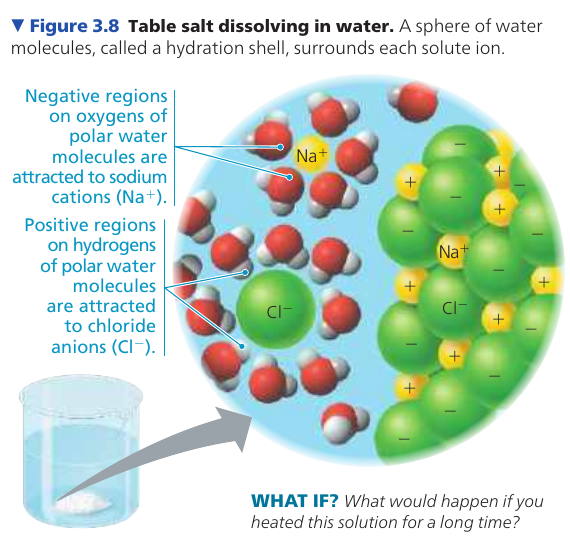 ▼ Figure 3.8 Table salt dissolving in water. A sphere of water
molecules, called a hydration shell, surrounds each solute ion.
Negative regions
on oxygens of
polar water
molecules are
attracted to sodium
cations (Na+).
Positive regions
on hydrogens
of polar water
molecules
are attracted
to chloride
anions (Cl−).
Na+
Cl−
−
+
+
−
+
−
−
Na+
−
+
+
Cl−
+
−
−
+
−
+
−
−
WHAT IF? What would happen if you
heated this solution for a long time?